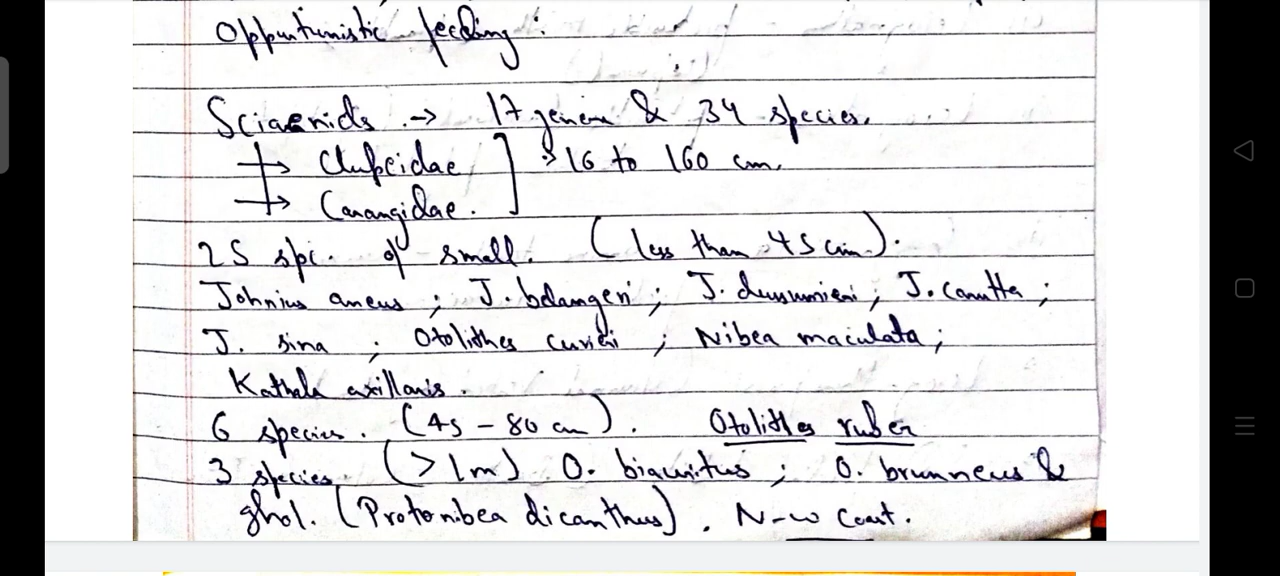 Opportunistic feeding:
Sciaenids → 17 genera & 34 species.
→ Clupeidae ] → 16 to 160 cm.
→ Carangidae.
25 spc. of small. (less than 45 cm).
Johnius aneus ; J. belangeri ; J. dussumieri ; J. carutta ;
J. sina ; Otolithes cuvieri ; Nibea maculata ;
Kathala axillaris.
6 species. (45 - 80 cm). Otolithes ruber
3 species. (> 1m) O. biauritus ; O. brunneus &
ghol. (Protonibea dicanthus). N-W Coast.